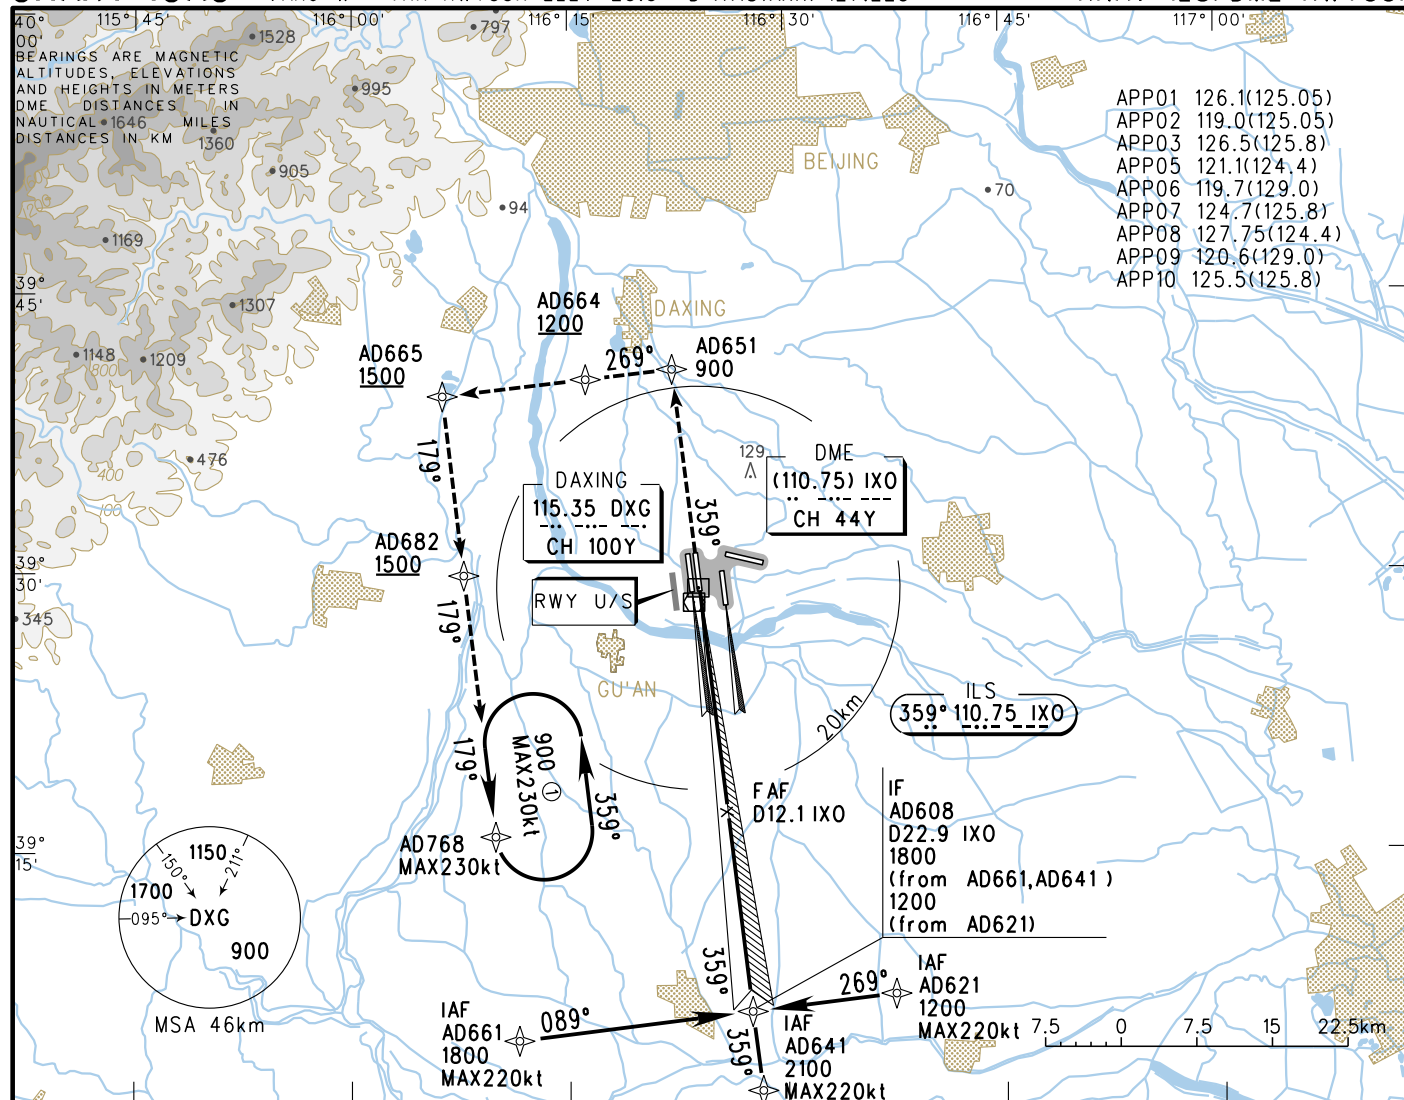 115°45'
116°00'
116°15'
116°30'
116°45'
117°00'
40°
00'
BEARINGS ARE MAGNETIC
ALTITUDES, ELEVATIONS
AND HEIGHTS IN METERS
DME DISTANCES IN
NAUTICAL MILES
DISTANCES IN KM
1528
797
995
1646
1360
905
94
70
1169
1307
1148
1209
800
476
400
100
345
129
APP01 126.1(125.05)
APP02 119.0(125.05)
APP03 126.5(125.8)
APP05 121.1(124.4)
APP06 119.7(129.0)
APP07 124.7(125.8)
APP08 127.75(124.4)
APP09 120.6(129.0)
APP10 125.5(125.8)
BEIJING
39°
45'
DAXING
AD664
1200
AD665
1500
269°
AD651
900
179°
359°
DAXING
115.35 DXG
CH 100Y
DME
(110.75) IXO
CH 44Y
AD682
1500
39°
30'
RWY U/S
179°
GU'AN
ILS
359° 110.75 IXO
20km
179°
900 ①
MAX230kt
359°
AD768
MAX230kt
FAF
D12.1 IXO
IF
AD608
D22.9 IXO
1800
(from AD661,AD641)
1200
(from AD621)
39°
15'
1150
150°
211°
1700
095°
DXG
900
MSA 46km
359°
IAF
AD661
1800
MAX220kt
089°
359°
IAF
AD641
2100
MAX220kt
269°
IAF
AD621
1200
MAX220kt
7.5 0 7.5 15 22.5km